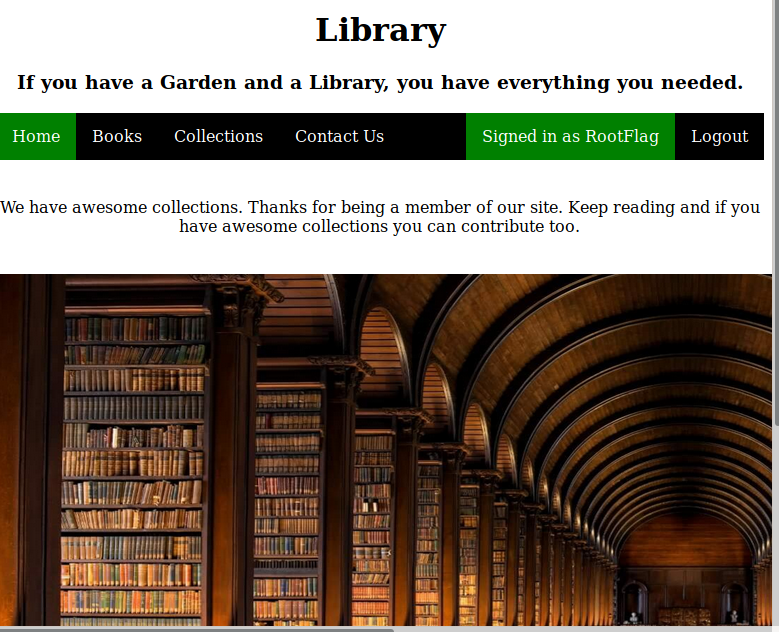 Library
If you have a Garden and a Library, you have everything you needed.
Home Books Collections Contact Us Signed in as RootFlag Logout
We have awesome collections. Thanks for being a member of our site. Keep reading and if you
have awesome collections you can contribute too.